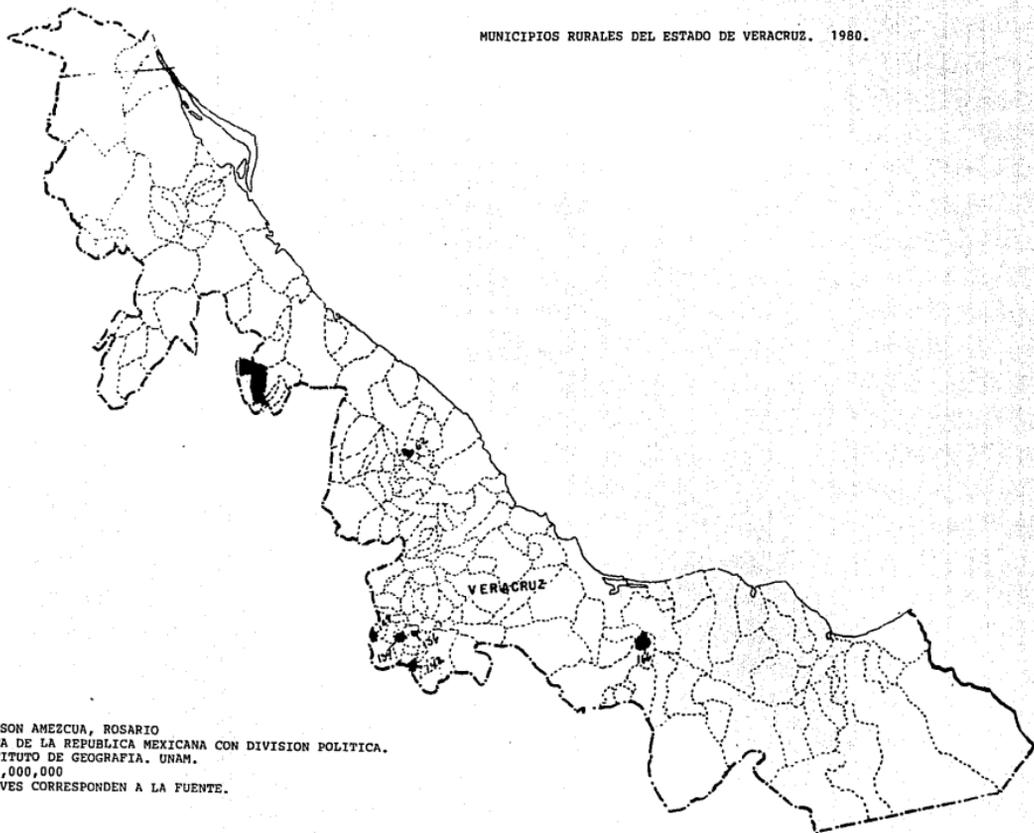 MUNICIPIOS RURALES DEL ESTADO DE VERACRUZ. 1980.
VERACRUZ
SON AMEZCUA, ROSARIO
A DE LA REPUBLICA MEXICANA CON DIVISION POLITICA.
ITUTO DE GEOGRAFIA. UNAM.
,000,000
VES CORRESPONDEN A LA FUENTE.